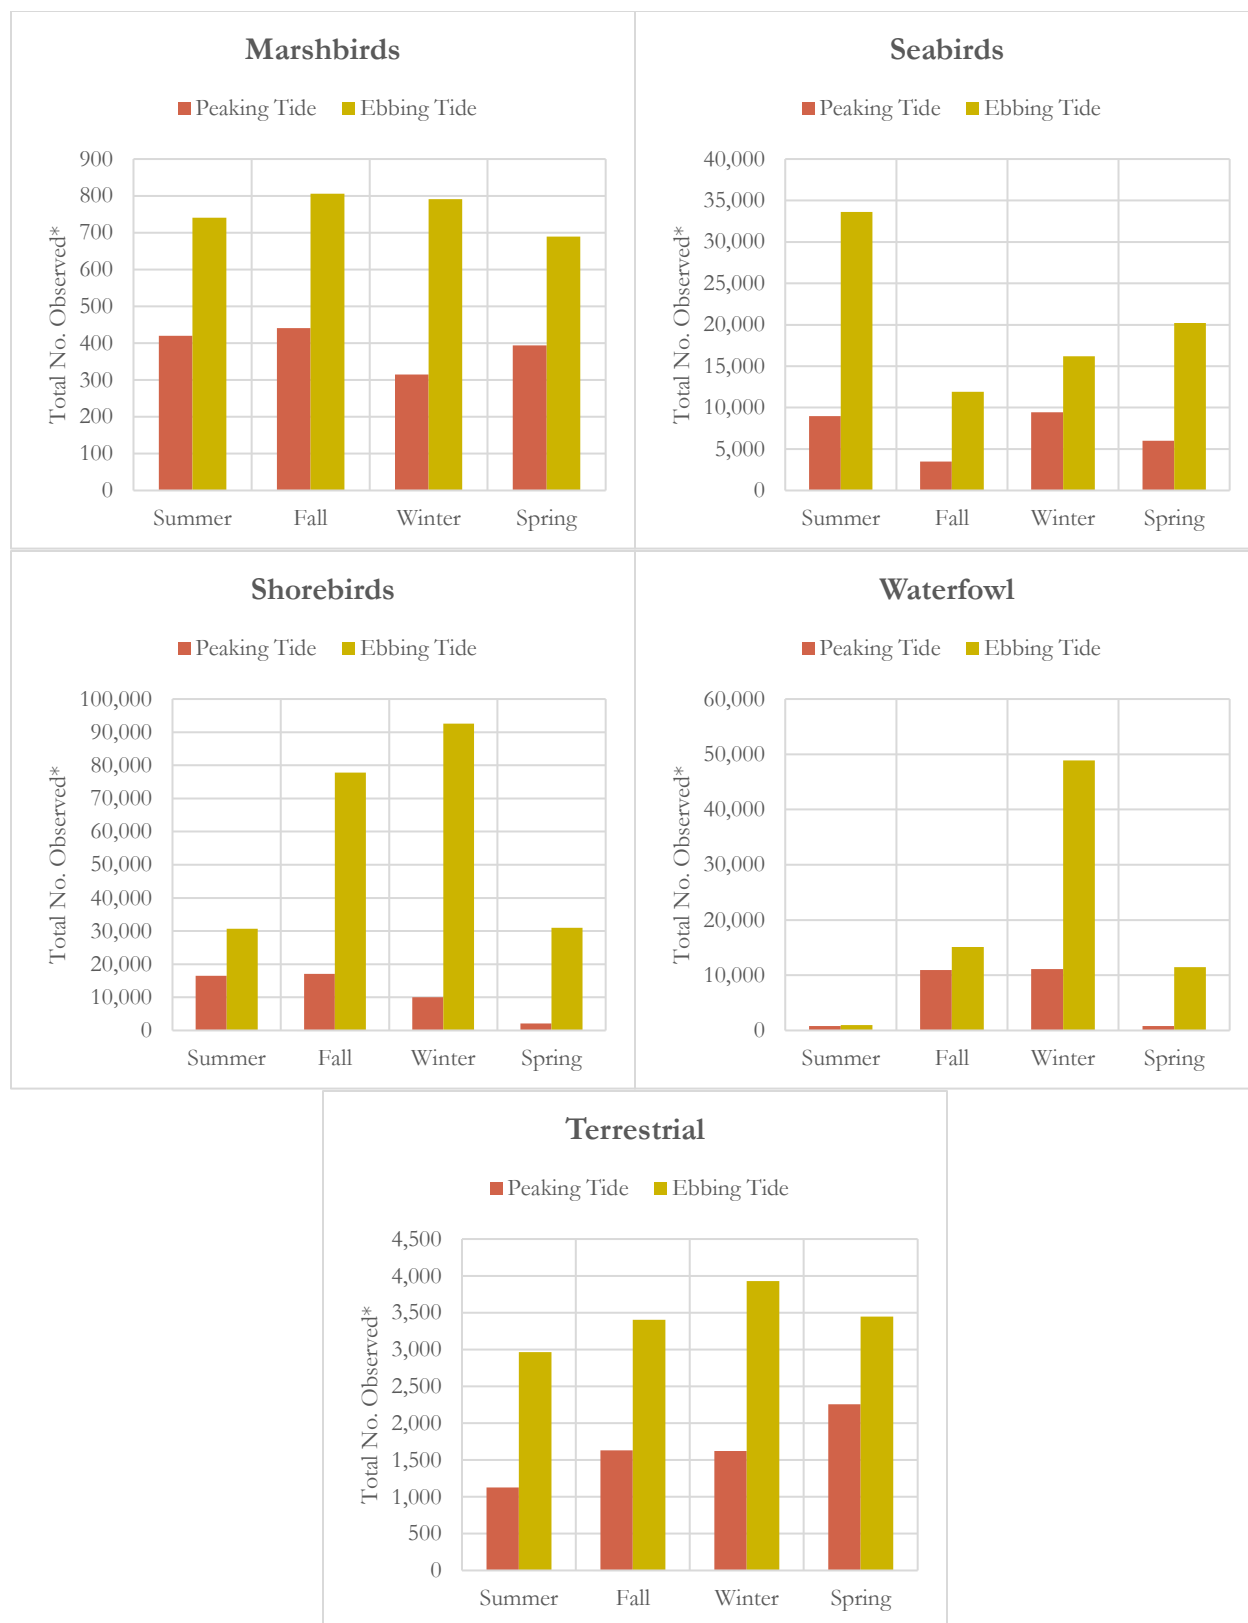 Marshbirds
Peaking Tide Ebbing Tide
Total No. Observed*
900
800
700
600
500
400
300
200
100
0
Summer Fall Winter Spring
Seabirds
Peaking Tide Ebbing Tide
Total No. Observed*
40,000
35,000
30,000
25,000
20,000
15,000
10,000
5,000
0
Summer Fall Winter Spring
Shorebirds
Peaking Tide Ebbing Tide
Total No. Observed*
100,000
90,000
80,000
70,000
60,000
50,000
40,000
30,000
20,000
10,000
0
Summer Fall Winter Spring
Waterfowl
Peaking Tide Ebbing Tide
Total No. Observed*
60,000
50,000
40,000
30,000
20,000
10,000
0
Summer Fall Winter Spring
Terrestrial
Peaking Tide Ebbing Tide
Total No. Observed*
4,500
4,000
3,500
3,000
2,500
2,000
1,500
1,000
500
0
Summer Fall Winter Spring